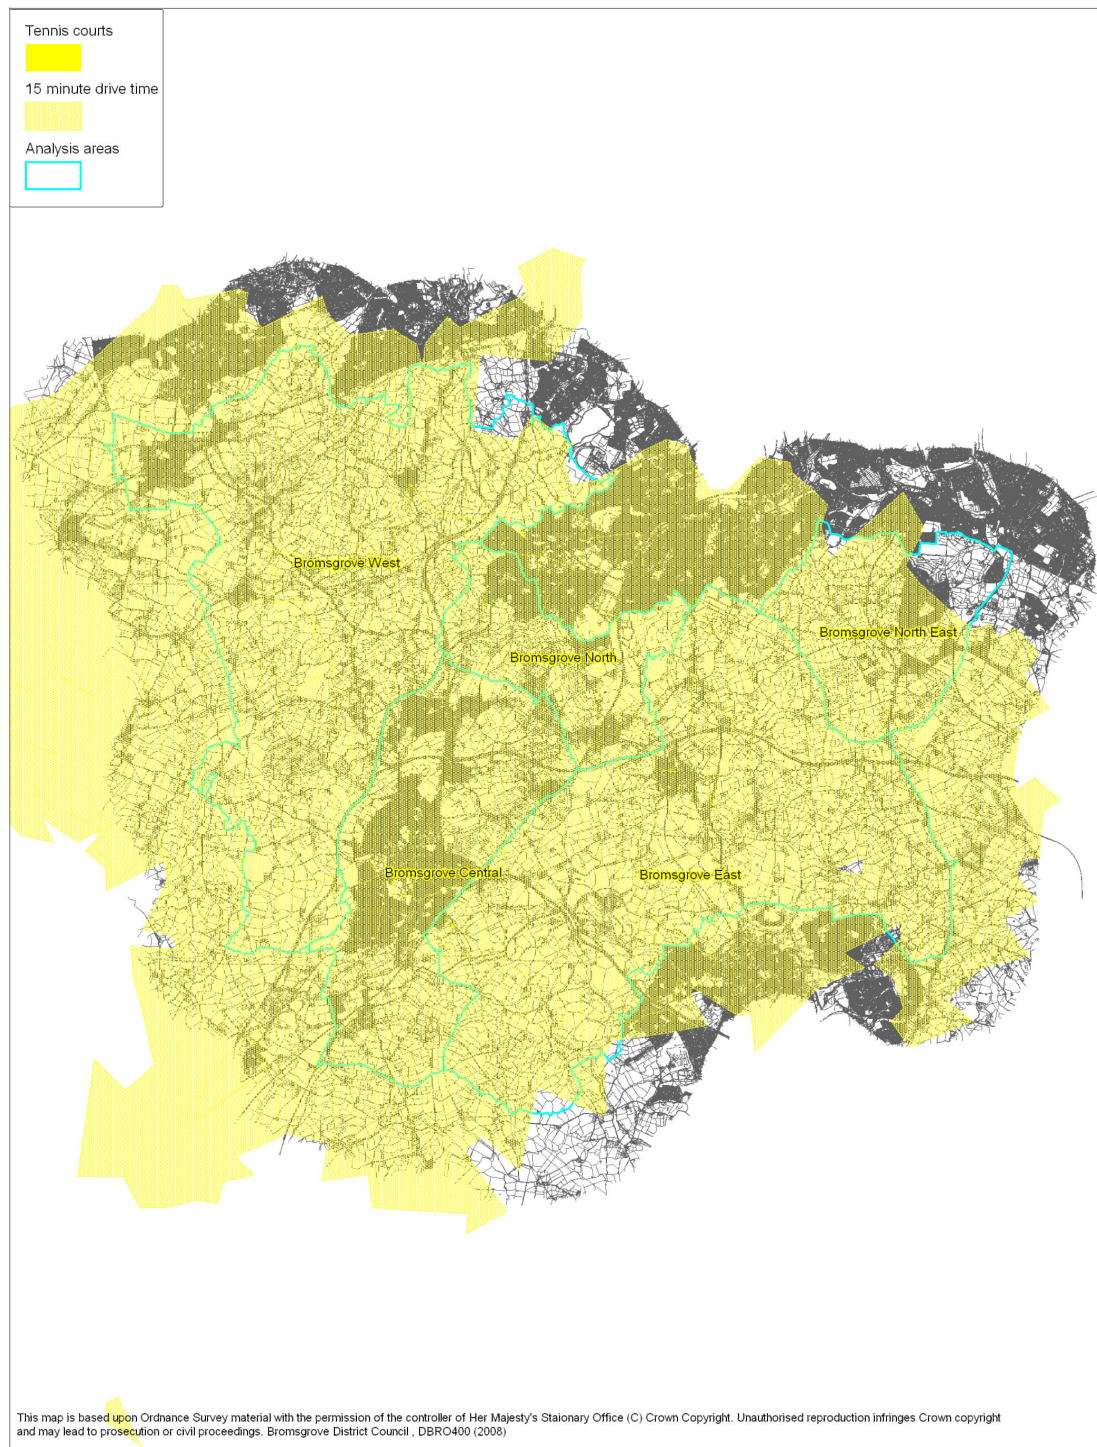 Tennis courts
15 minute drive time
Analysis areas
Bromsgrove West
Bromsgrove North East
Bromsgrove North
Bromsgrove Central
Bromsgrove East
This map is based upon Ordnance Survey material with the permission of the controller of Her Majesty's Staionary Office (C) Crown Copyright. Unauthorised reproduction infringes Crown copyright
and may lead to prosecution or civil proceedings. Bromsgrove District Council , DBRO400 (2008)